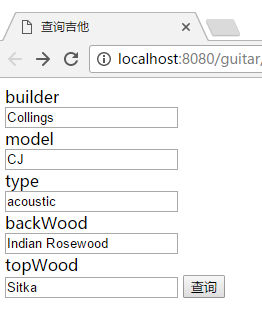 查询吉他
localhost:8080/guitar/
builder
Collings
model
CJ
type
acoustic
backWood
Indian Rosewood
topWood
Sitka 查询